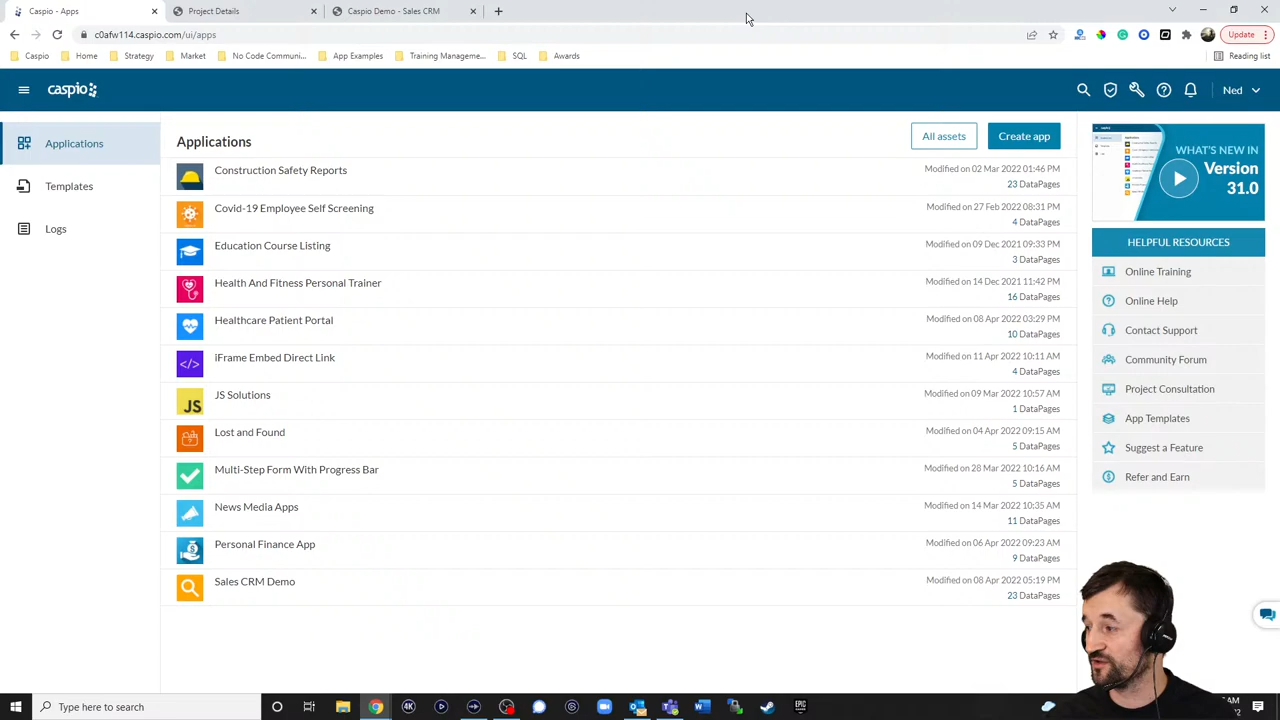 Caspio - Apps
Project Details
Caspio Demo - Sales CRM
c0afw114.caspio.com/ui/apps
Update
Caspio
Home
Strategy
Market
No Code Communi...
App Examples
Training Manageme...
SQL
Awards
Reading list
caspio
Ned
Applications
Templates
Logs
Applications
All assets
Create app
Construction Safety Reports
Modified on 02 Mar 2022 01:46 PM
23 DataPages
Covid-19 Employee Self Screening
Modified on 27 Feb 2022 08:31 PM
4 DataPages
Education Course Listing
Modified on 09 Dec 2021 09:33 PM
3 DataPages
Health And Fitness Personal Trainer
Modified on 14 Dec 2021 11:42 PM
16 DataPages
Healthcare Patient Portal
Modified on 08 Apr 2022 03:29 PM
10 DataPages
iFrame Embed Direct Link
Modified on 11 Apr 2022 10:11 AM
4 DataPages
JS
JS Solutions
Modified on 09 Mar 2022 10:57 AM
1 DataPages
Lost and Found
Modified on 04 Apr 2022 09:15 AM
5 DataPages
Multi-Step Form With Progress Bar
Modified on 28 Mar 2022 10:16 AM
5 DataPages
News Media Apps
Modified on 14 Mar 2022 10:35 AM
11 DataPages
Personal Finance App
Modified on 06 Apr 2022 09:23 AM
9 DataPages
Sales CRM Demo
Modified on 08 Apr 2022 05:19 PM
23 DataPages
WHAT'S NEW IN
Version
31.0
HELPFUL RESOURCES
Online Training
Online Help
Contact Support
Community Forum
Project Consultation
App Templates
Suggest a Feature
Refer and Earn
Type here to search
4K
EPIC